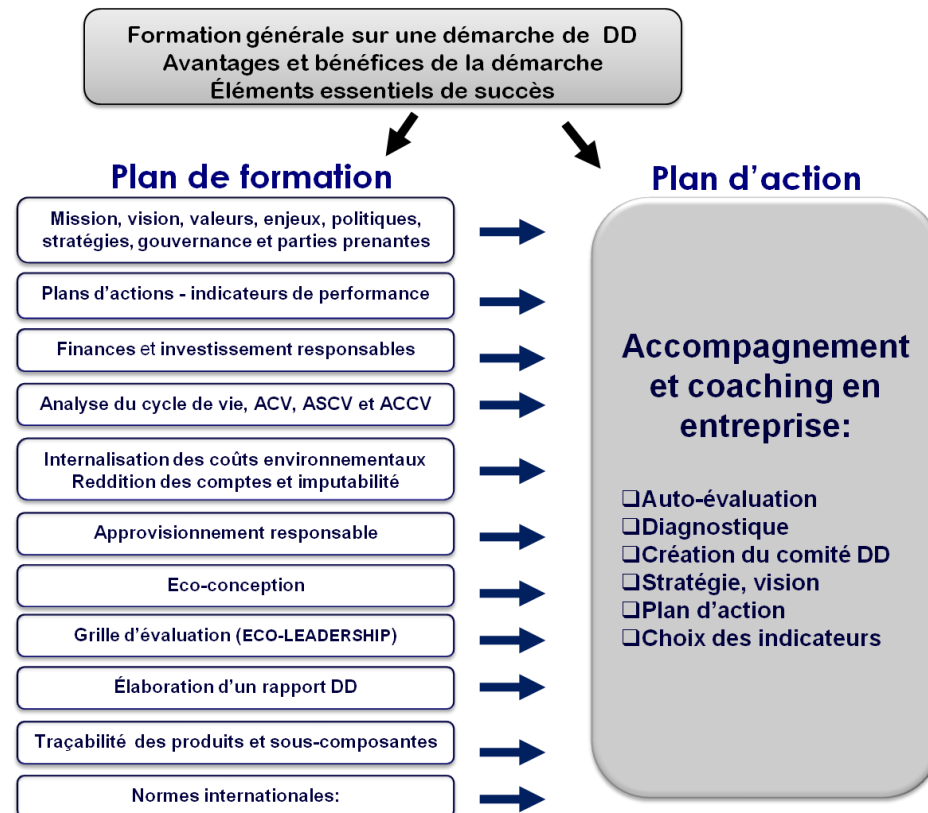 Formation générale sur une démarche de DD
Avantages et bénéfices de la démarche
Éléments essentiels de succès
Plan de formation
Mission, vision, valeurs, enjeux, politiques,
stratégies, gouvernance et parties prenantes
Plans d'actions - indicateurs de performance
Finances et investissement responsables
Analyse du cycle de vie, ACV, ASCV et ACCV
Internalisation des coûts environnementaux
Reddition des comptes et imputabilité
Approvisionnement responsable
Eco-conception
Grille d'évaluation (ECO-LEADERSHIP)
Élaboration d'un rapport DD
Traçabilité des produits et sous-composantes
Normes internationales:
Plan d'action
Accompagnement
et coaching en
entreprise:
❑Auto-évaluation
❑Diagnostique
❑Création du comité DD
❑Stratégie, vision
❑Plan d'action
❑Choix des indicateurs